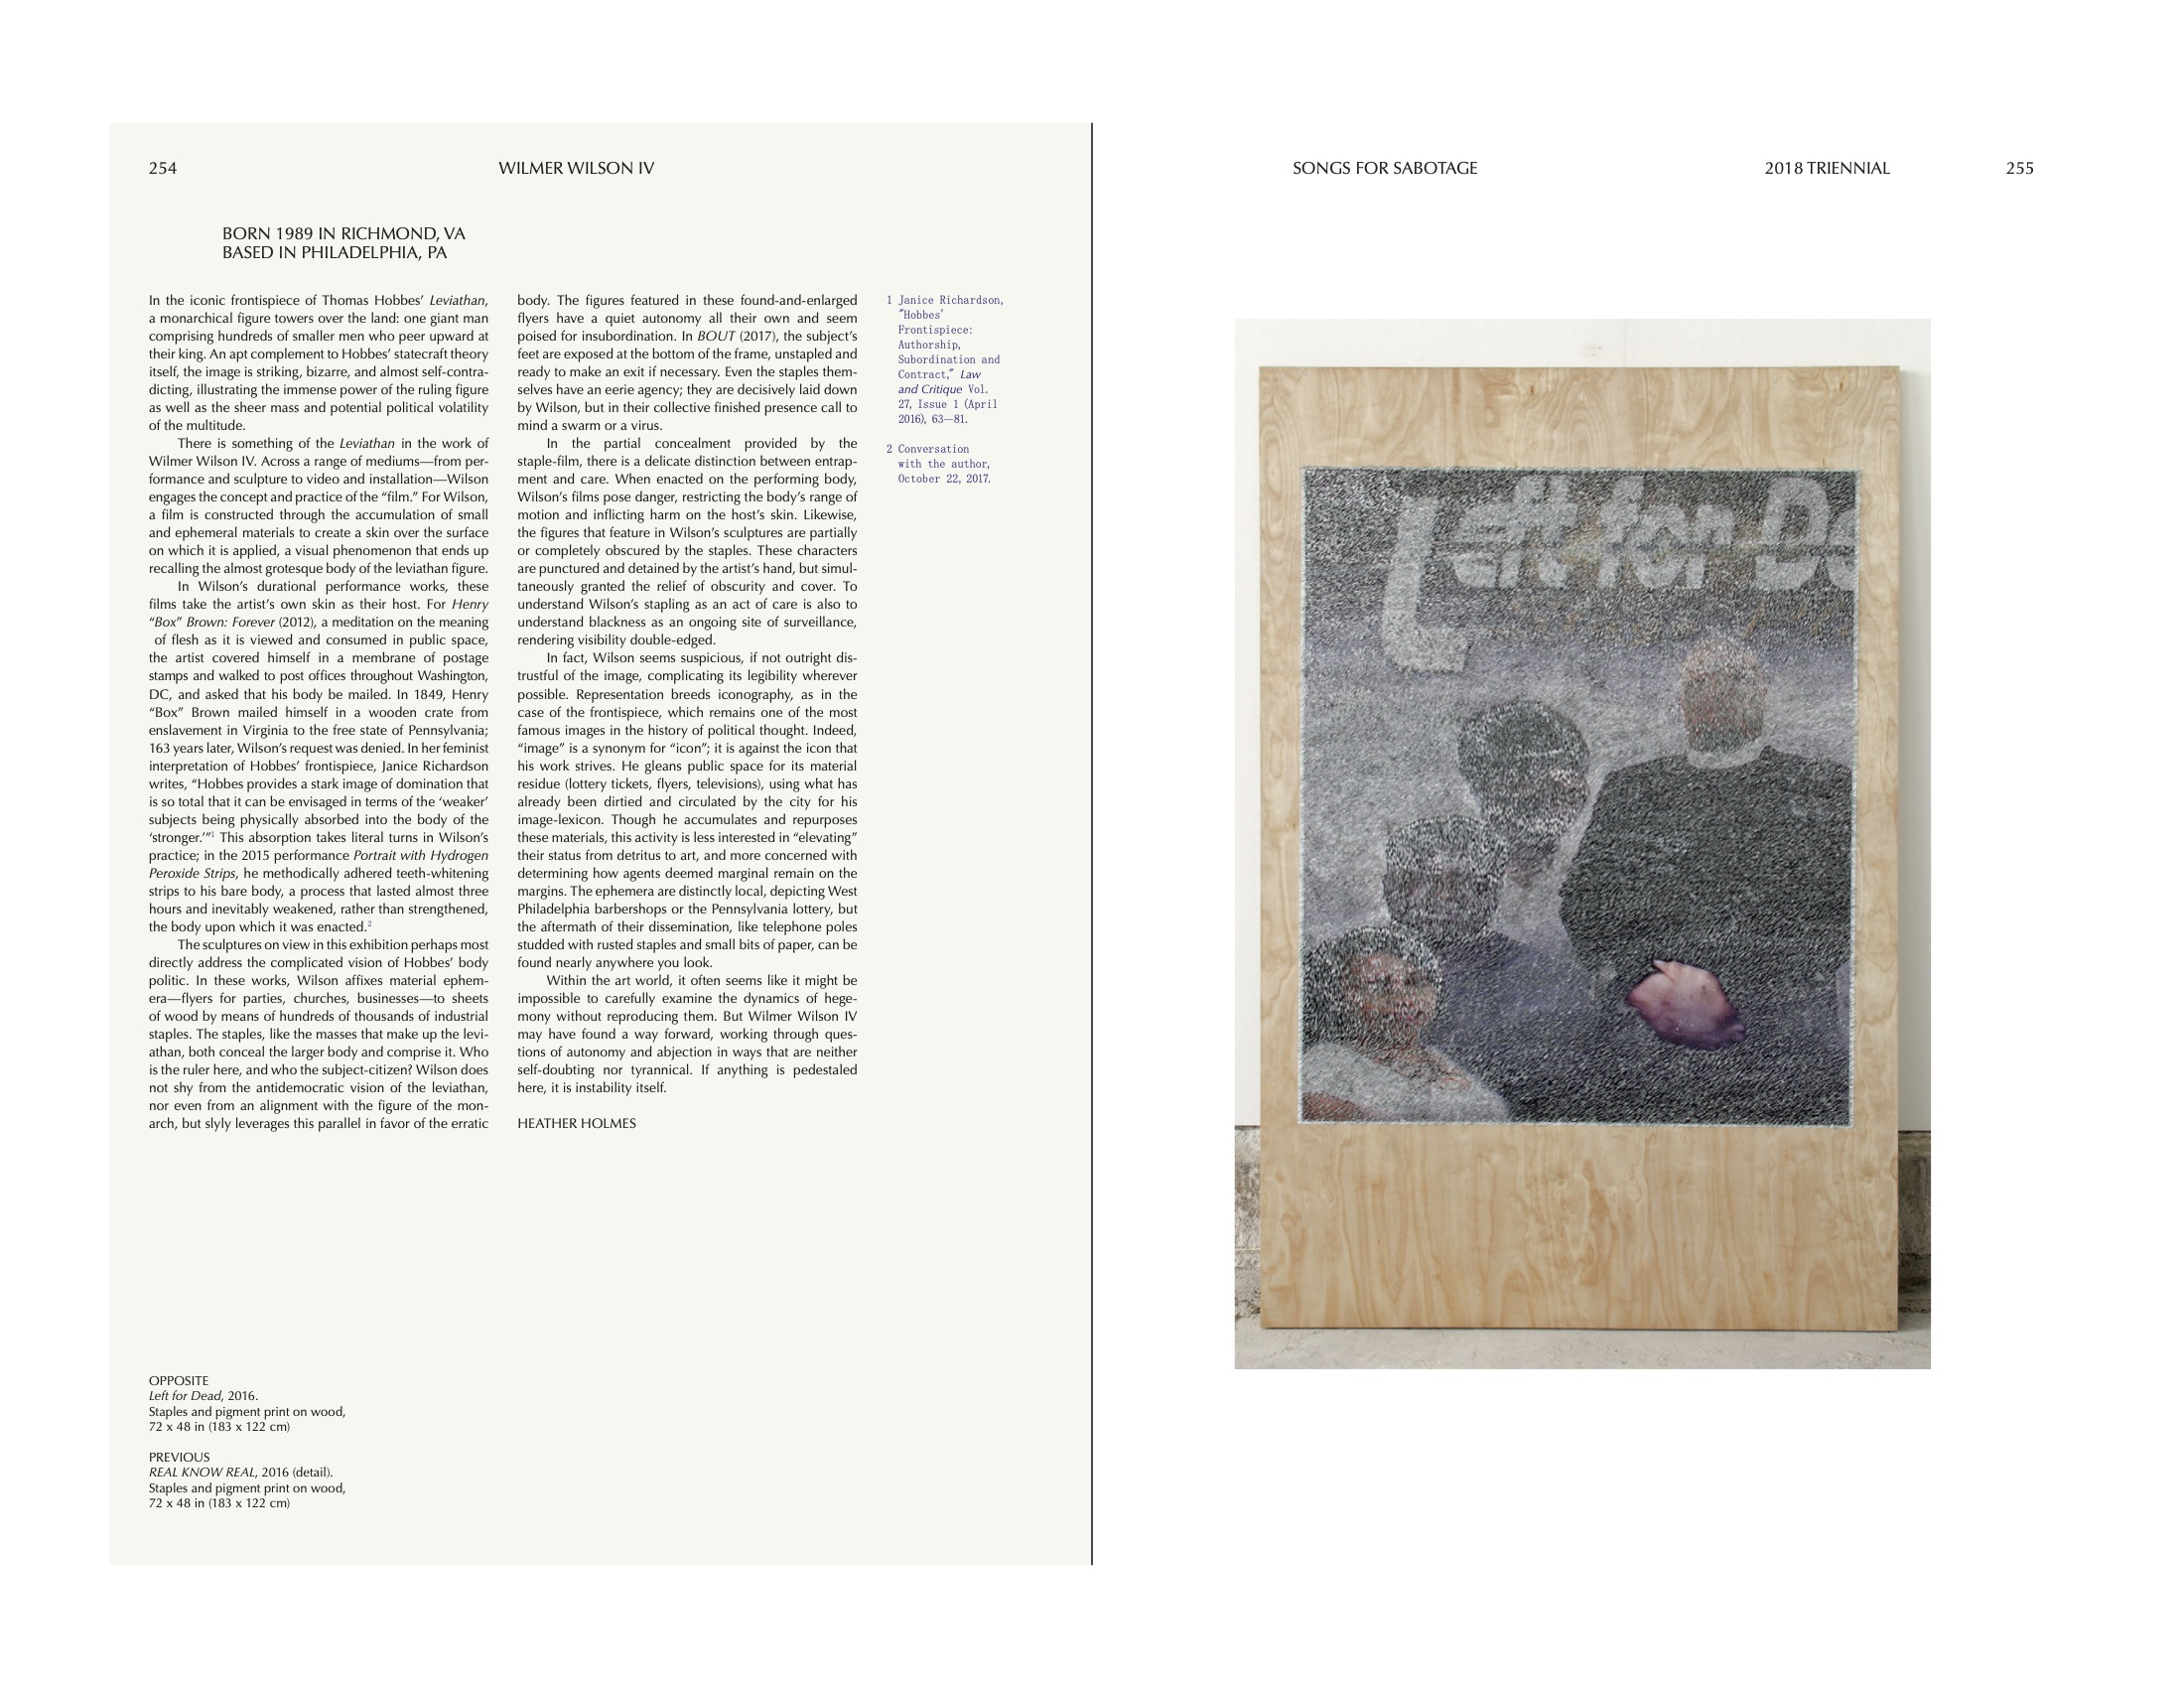 254
WILMER WILSON IV
BORN 1989 IN RICHMOND, VA
BASED IN PHILADELPHIA, PA
In the iconic frontispiece of Thomas Hobbes’ Leviathan,
a monarchical figure towers over the land: one giant man
comprising hundreds of smaller men who peer upward at
their king. An apt complement to Hobbes’ statecraft theory
itself, the image is striking, bizarre, and almost self-contra-
dicting, illustrating the immense power of the ruling figure
as well as the sheer mass and potential political volatility
of the multitude.
There is something of the Leviathan in the work of
Wilmer Wilson IV. Across a range of mediums—from per-
formance and sculpture to video and installation—Wilson
engages the concept and practice of the “film.” For Wilson,
a film is constructed through the accumulation of small
and ephemeral materials to create a skin over the surface
on which it is applied, a visual phenomenon that ends up
recalling the almost grotesque body of the leviathan figure.
In Wilson’s durational performance works, these
films take the artist’s own skin as their host. For Henry
“Box” Brown: Forever (2012), a meditation on the meaning
of flesh as it is viewed and consumed in public space,
the artist covered himself in a membrane of postage
stamps and walked to post offices throughout Washington,
DC, and asked that his body be mailed. In 1849, Henry
“Box” Brown mailed himself in a wooden crate from
enslavement in Virginia to the free state of Pennsylvania;
163 years later, Wilson’s request was denied. In her feminist
interpretation of Hobbes’ frontispiece, Janice Richardson
writes, “Hobbes provides a stark image of domination that
is so total that it can be envisaged in terms of the ‘weaker’
subjects being physically absorbed into the body of the
‘stronger.’”1 This absorption takes literal turns in Wilson’s
practice; in the 2015 performance Portrait with Hydrogen
Peroxide Strips, he methodically adhered teeth-whitening
strips to his bare body, a process that lasted almost three
hours and inevitably weakened, rather than strengthened,
the body upon which it was enacted.2
The sculptures on view in this exhibition perhaps most
directly address the complicated vision of Hobbes’ body
politic. In these works, Wilson affixes material ephem-
era—flyers for parties, churches, businesses—to sheets
of wood by means of hundreds of thousands of industrial
staples. The staples, like the masses that make up the levi-
athan, both conceal the larger body and comprise it. Who
is the ruler here, and who the subject-citizen? Wilson does
not shy from the antidemocratic vision of the leviathan,
nor even from an alignment with the figure of the mon-
arch, but slyly leverages this parallel in favor of the erratic
body. The figures featured in these found-and-enlarged
flyers have a quiet autonomy all their own and seem
poised for insubordination. In BOUT (2017), the subject’s
feet are exposed at the bottom of the frame, unstapled and
ready to make an exit if necessary. Even the staples them-
selves have an eerie agency; they are decisively laid down
by Wilson, but in their collective finished presence call to
mind a swarm or a virus.
In the partial concealment provided by the
staple-film, there is a delicate distinction between entrap-
ment and care. When enacted on the performing body,
Wilson’s films pose danger, restricting the body’s range of
motion and inflicting harm on the host’s skin. Likewise,
the figures that feature in Wilson’s sculptures are partially
or completely obscured by the staples. These characters
are punctured and detained by the artist’s hand, but simul-
taneously granted the relief of obscurity and cover. To
understand Wilson’s stapling as an act of care is also to
understand blackness as an ongoing site of surveillance,
rendering visibility double-edged.
In fact, Wilson seems suspicious, if not outright dis-
trustful of the image, complicating its legibility wherever
possible. Representation breeds iconography, as in the
case of the frontispiece, which remains one of the most
famous images in the history of political thought. Indeed,
“image” is a synonym for “icon”; it is against the icon that
his work strives. He gleans public space for its material
residue (lottery tickets, flyers, televisions), using what has
already been dirtied and circulated by the city for his
image-lexicon. Though he accumulates and repurposes
these materials, this activity is less interested in “elevating”
their status from detritus to art, and more concerned with
determining how agents deemed marginal remain on the
margins. The ephemera are distinctly local, depicting West
Philadelphia barbershops or the Pennsylvania lottery, but
the aftermath of their dissemination, like telephone poles
studded with rusted staples and small bits of paper, can be
found nearly anywhere you look.
Within the art world, it often seems like it might be
impossible to carefully examine the dynamics of hege-
mony without reproducing them. But Wilmer Wilson IV
may have found a way forward, working through ques-
tions of autonomy and abjection in ways that are neither
self-doubting nor tyrannical. If anything is pedestaled
here, it is instability itself.
HEATHER HOLMES
1 Janice Richardson,
"Hobbes'
Frontispiece:
Authorship,
Subordination and
Contract," Law
and Critique Vol.
27, Issue 1 (April
2016), 63—81.
2 Conversation
with the author,
October 22, 2017.
OPPOSITE
Left for Dead, 2016.
Staples and pigment print on wood,
72 x 48 in (183 x 122 cm)
PREVIOUS
REAL KNOW REAL, 2016 (detail).
Staples and pigment print on wood,
72 x 48 in (183 x 122 cm)
SONGS FOR SABOTAGE
2018 TRIENNIAL
255
Left for De